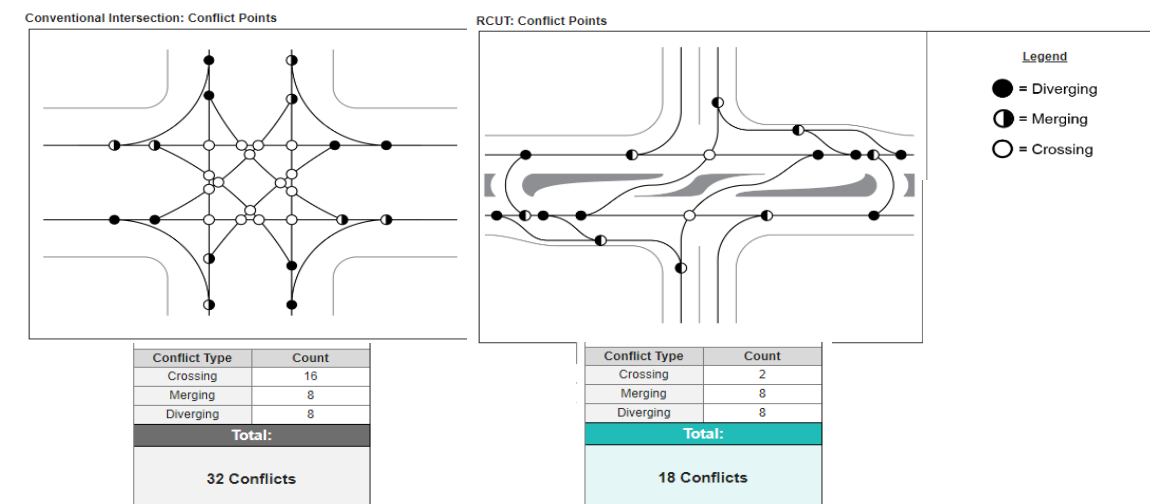 Conventional Intersection: Conflict Points
RCUT: Conflict Points
Legend
= Diverging
= Merging
= Crossing
Conflict Type Count
Crossing 16
Merging 8
Diverging 8
Total:
32 Conflicts
Conflict Type Count
Crossing 2
Merging 8
Diverging 8
Total:
18 Conflicts